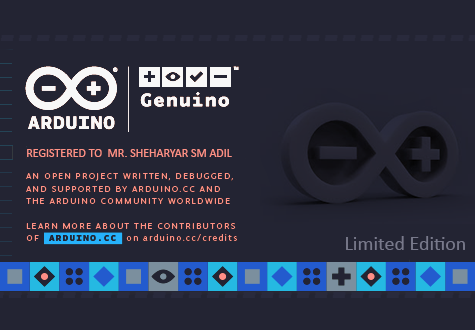 ARDUINO
Genuino
REGISTERED TO MR. SHEHARYAR SM ADIL
AN OPEN PROJECT WRITTEN, DEBUGGED,
AND SUPPORTED BY ARDUINO.CC AND
THE ARDUINO COMMUNITY WORLDWIDE
LEARN MORE ABOUT THE CONTRIBUTORS
OF ARDUINO.CC on arduino.cc/credits
Limited Edition